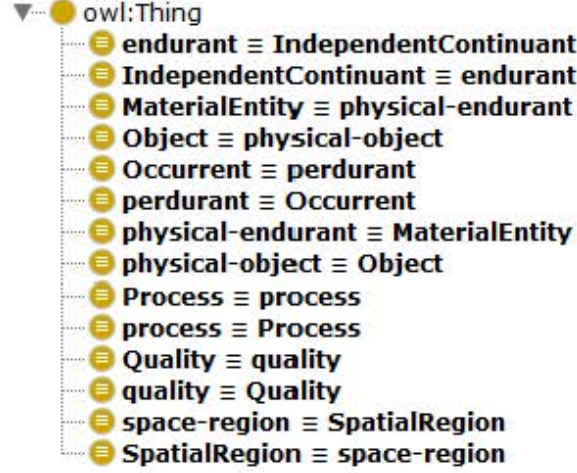 owl:Thing
endurant ≡ IndependentContinuant
IndependentContinuant ≡ endurant
MaterialEntity ≡ physical-endurant
Object ≡ physical-object
Occurrent ≡ perdurant
perdurant ≡ Occurrent
physical-endurant ≡ MaterialEntity
physical-object ≡ Object
Process ≡ process
process ≡ Process
Quality ≡ quality
quality ≡ Quality
space-region ≡ SpatialRegion
SpatialRegion ≡ space-region